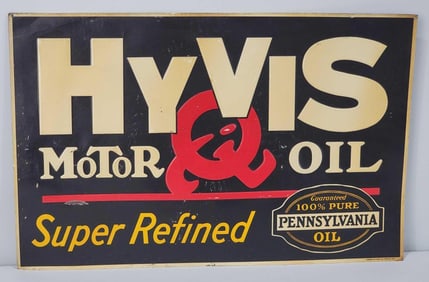 HyViS
MoToR OIL
Super Refined
Guaranteed
100% PURE
PENNSYLVANIA
OIL